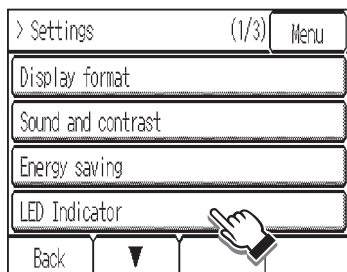 > Settings (1/3) Menu
Display format
Sound and contrast
Energy saving
LED Indicator
Back ▼